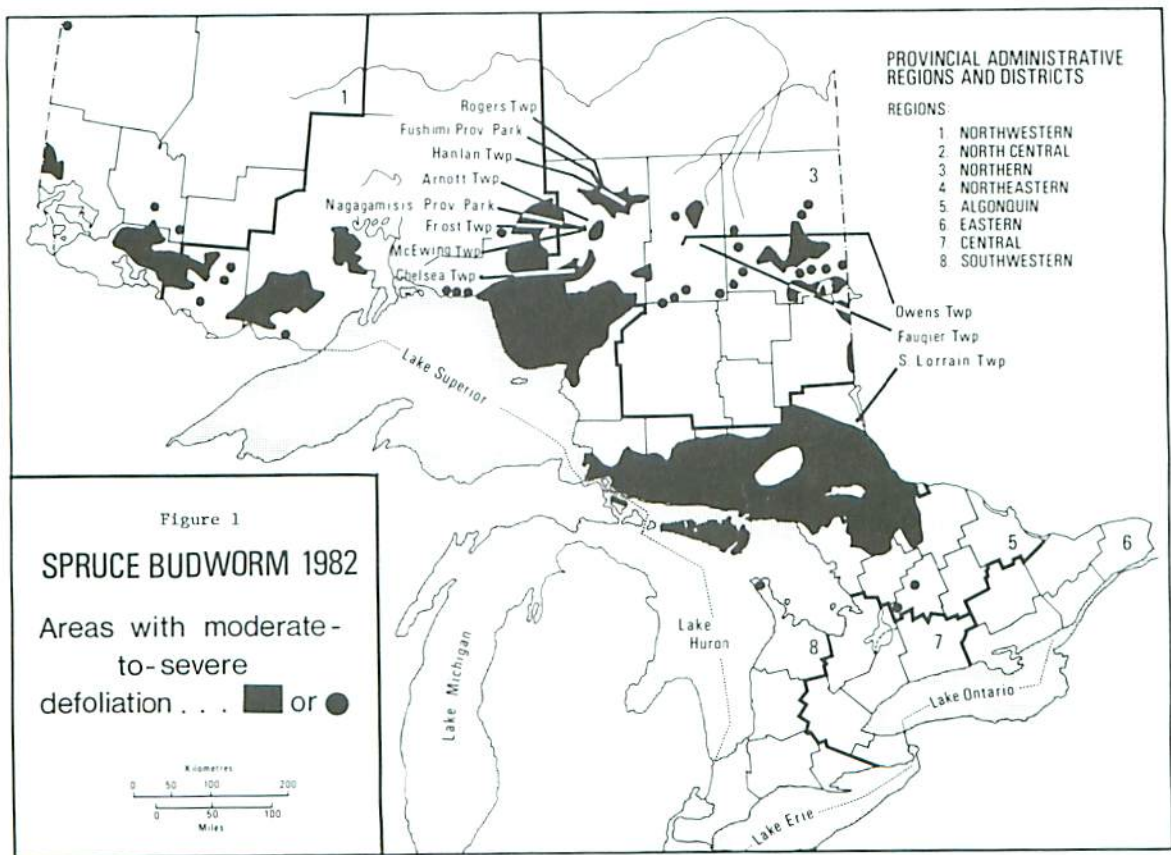 PROVINCIAL ADMINISTRATIVE
REGIONS AND DISTRICTS
REGIONS:
1. NORTHWESTERN
2. NORTH CENTRAL
3. NORTHERN
4. NORTHEASTERN
5. ALGONQUIN
6. EASTERN
7. CENTRAL
8. SOUTHWESTERN
1
3
Rogers Twp
Fushimi Prov. Park
Hanlan Twp
Arnott Twp
Nagagamisis Prov. Park
Frost Twp
McEwing Twp
Chelsea Twp
Owens Twp
Fauqier Twp
S. Lorrain Twp
Lake Superior
5
6
7
8
Lake Huron
Lake Michigan
Lake Ontario
Lake Erie
Figure 1
SPRUCE BUDWORM 1982
Areas with moderate-
to-severe
defoliation . . . or
Kilometres
0 50 100 200
0 50 100
Miles